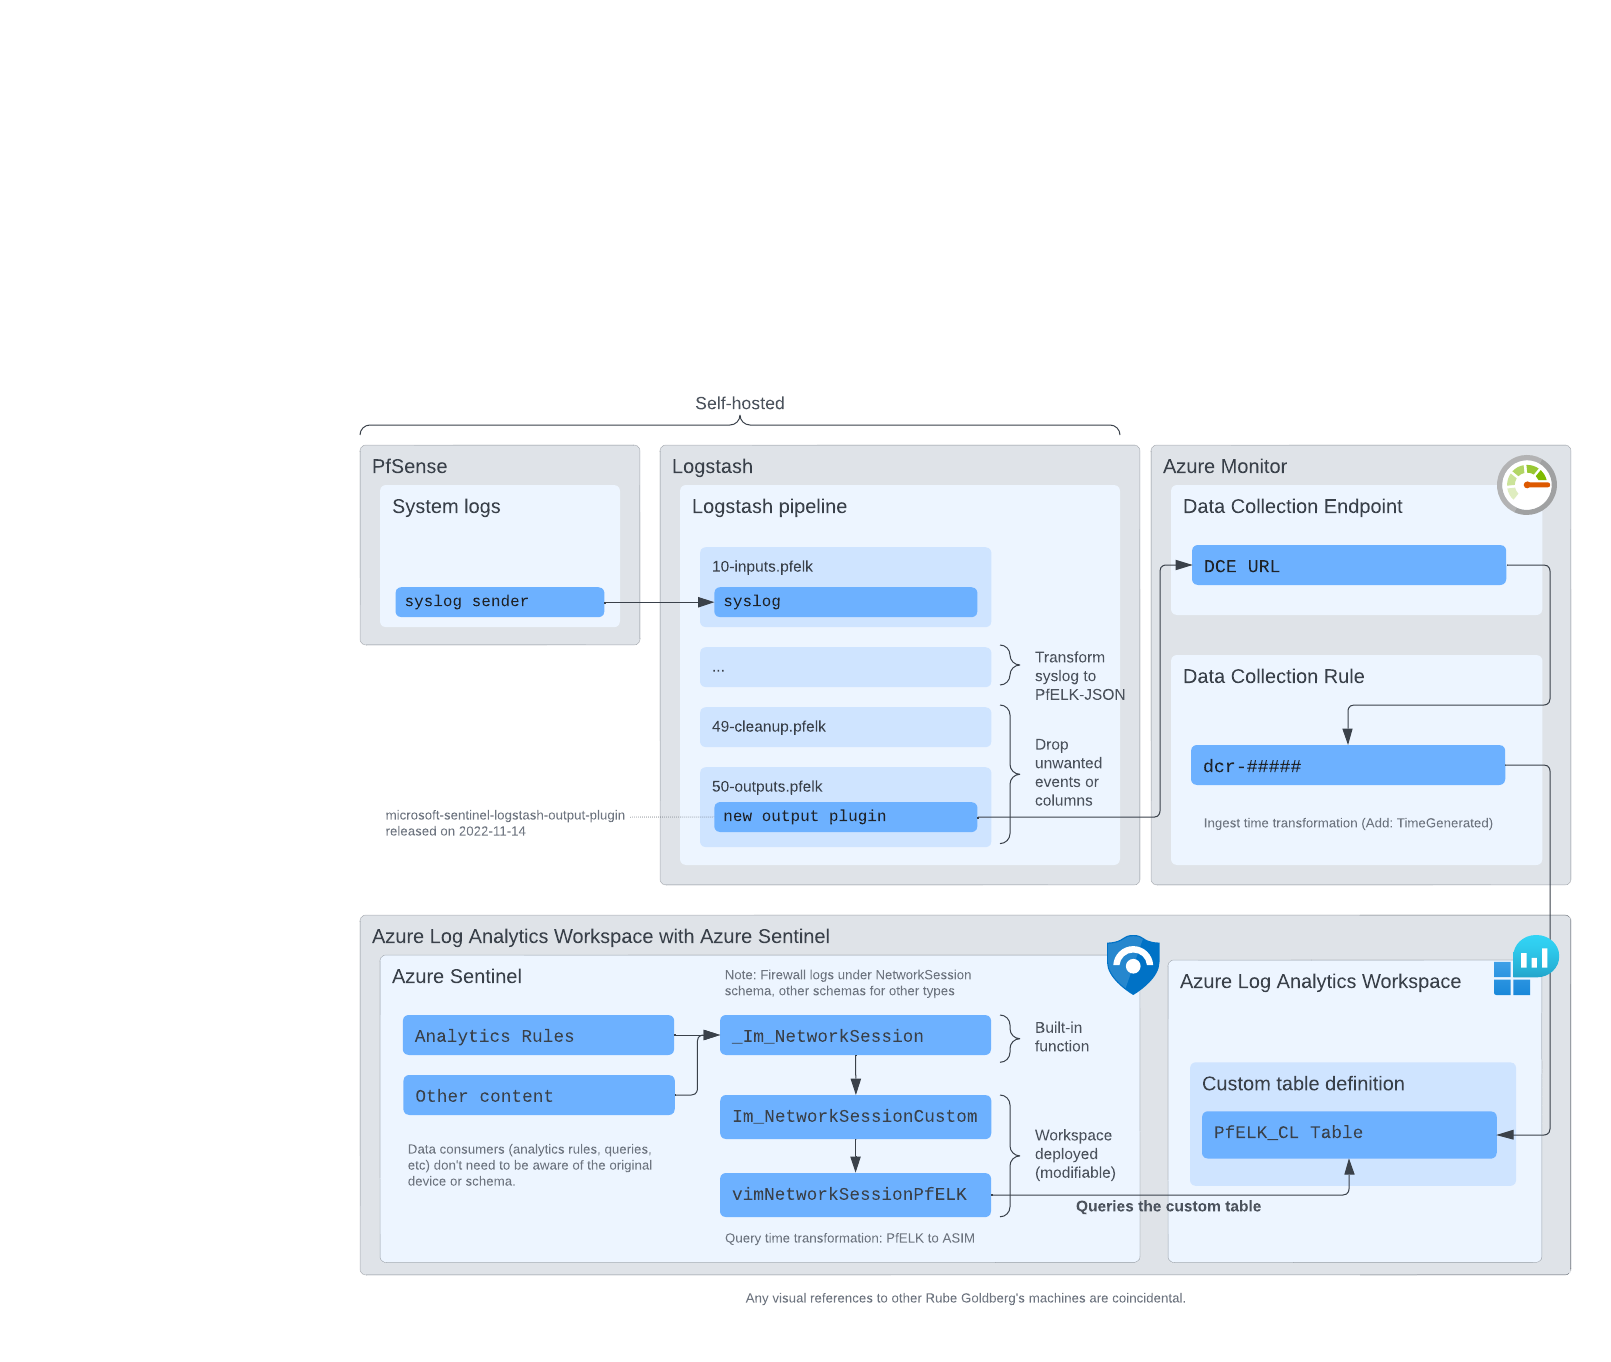 Self-hosted
PfSense
System logs
syslog sender
Logstash
Logstash pipeline
10-inputs.pfelk
syslog
...
Transform
syslog to
PfELK-JSON
49-cleanup.pfelk
Drop
unwanted
events or
columns
50-outputs.pfelk
new output plugin
microsoft-sentinel-logstash-output-plugin
released on 2022-11-14
Azure Monitor
Data Collection Endpoint
DCE URL
Data Collection Rule
dcr-#####
Ingest time transformation (Add: TimeGenerated)
Azure Log Analytics Workspace with Azure Sentinel
Azure Sentinel
Note: Firewall logs under NetworkSession
schema, other schemas for other types
Analytics Rules
Other content
Data consumers (analytics rules, queries,
etc) don't need to be aware of the original
device or schema.
_Im_NetworkSession
Built-in
function
Im_NetworkSessionCustom
vimNetworkSessionPfELK
Workspace
deployed
(modifiable)
Query time transformation: PfELK to ASIM
Queries the custom table
Azure Log Analytics Workspace
Custom table definition
PfELK_CL Table
Any visual references to other Rube Goldberg's machines are coincidental.